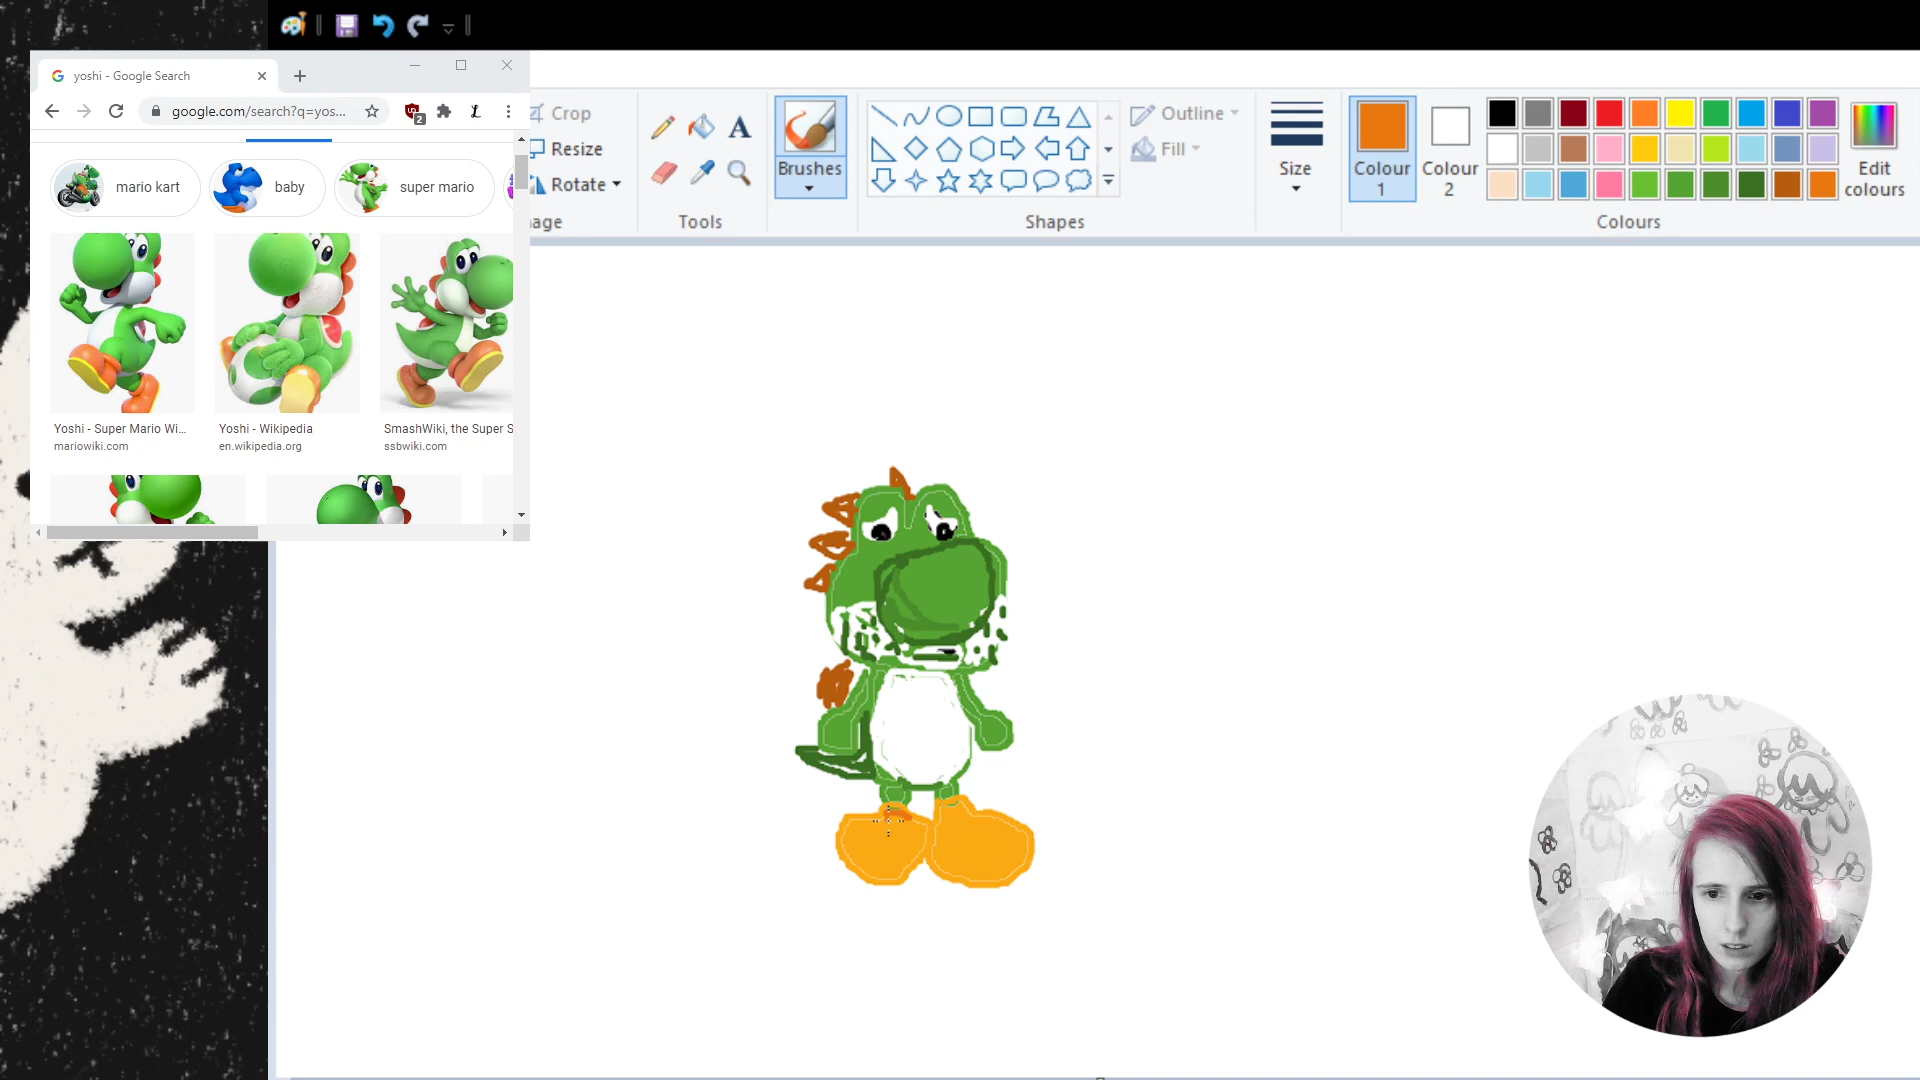 yoshi - Google Search
google.com/search?q=yos...
2
mario kart
baby
super mario
Yoshi - Super Mario Wi...
mariowiki.com
Yoshi - Wikipedia
en.wikipedia.org
SmashWiki, the Super S
ssbwiki.com
Crop
Resize
Rotate
age
Tools
Brushes
Shapes
Outline
Fill
Size
Colour
1
Colour
2
Edit
colours
Colours